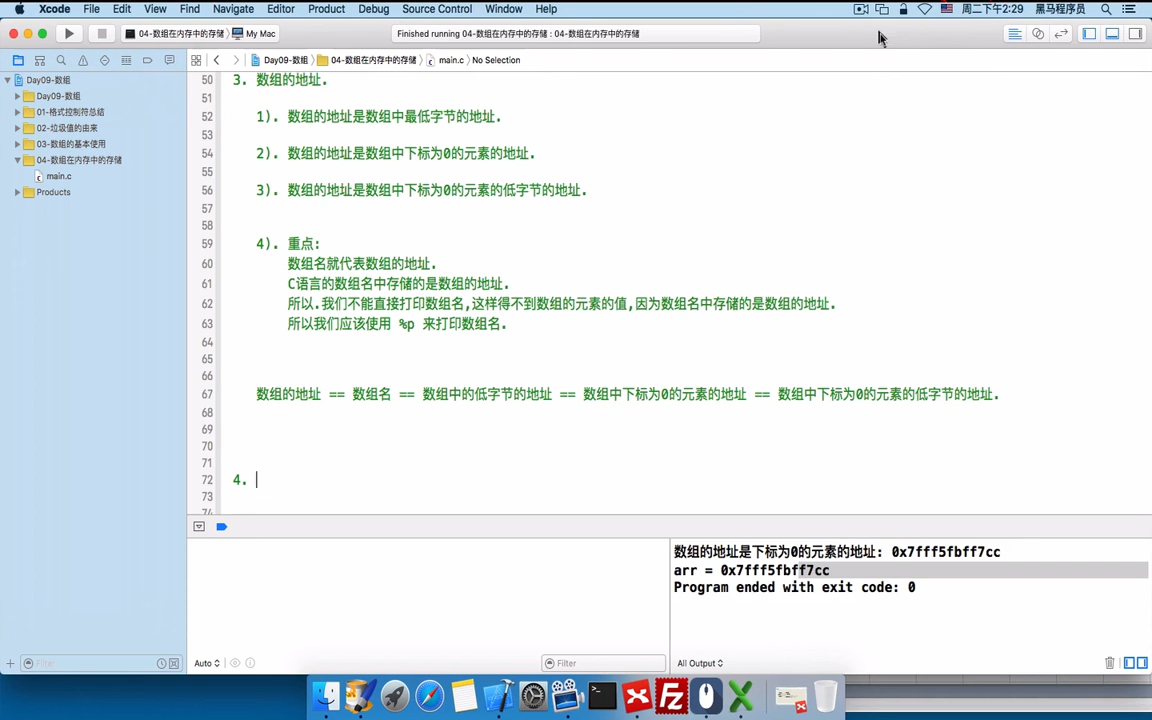 Xcode File Edit View Find Navigate Editor Product Debug Source Control Window Help 周二下午2:29 黑马程序员
04-数组在内存中的存储 〉 My Mac Finished running 04-数组在内存中的存储 : 04-数组在内存中的存储
Day09-数组 〉 04-数组在内存中的存储 〉 main.c 〉 No Selection
Day09-数组
Day09-数组
01-格式控制符总结
02-垃圾值的由来
03-数组的基本使用
04-数组在内存中的存储
main.c
Products
50 3. 数组的地址.
51
52 1). 数组的地址是数组中最低字节的地址.
53
54 2). 数组的地址是数组中下标为0的元素的地址.
55
56 3). 数组的地址是数组中下标为0的元素的低字节的地址.
57
58
59 4). 重点:
60 数组名就代表数组的地址.
61 C语言的数组名中存储的是数组的地址.
62 所以.我们不能直接打印数组名,这样得不到数组的元素的值,因为数组名中存储的是数组的地址.
63 所以我们应该使用 %p 来打印数组名.
64
65
66
67 数组的地址 == 数组名 == 数组中的低字节的地址 == 数组中下标为0的元素的地址 == 数组中下标为0的元素的低字节的地址.
68
69
70
71
72 4.
73
74
数组的地址是下标为0的元素的地址: 0x7fff5fbff7cc
arr = 0x7fff5fbff7cc
Program ended with exit code: 0
Filter Auto Filter All Output